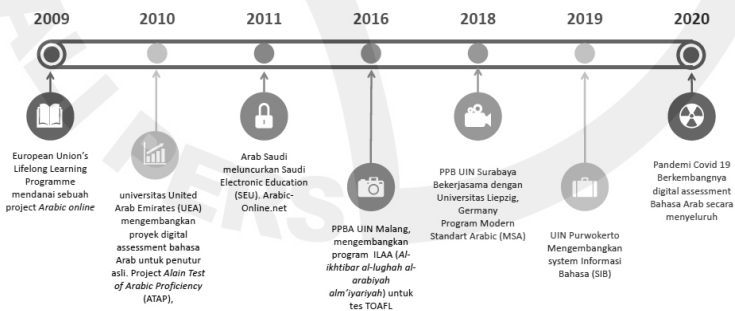 2009 2010 2011 2016 2018 2019 2020
European Union's
Lifelong Learning
Programme
mendanai sebuah
project Arabic online
universitas United
Arab Emirates (UEA)
mengembangkan
proyek digital
assessment bahasa
Arab untuk penutur
asli. Project Alain Test
of Arabic Proficiency
(ATAP),
Arab Saudi
meluncurkan Saudi
Electronic Education
(SEU). Arabic-
Online.net
PPBA UIN Malang,
mengembangkan
program ILAA (Al-
ikhtibar al-lughah al-
arabiyah
alm'iyariyah) untuk
tes TOAFL
PPB UIN Surabaya
Bekerjasama dengan
Universitas Liepzig,
Germany
Program Modern
Standart Arabic (MSA)
UIN Purwokerto
Mengembangkan
system Informasi
Bahasa (SIB)
Pandemi Covid 19
Berkembangnya
digital assessment
Bahasa Arab secara
menyeluruh